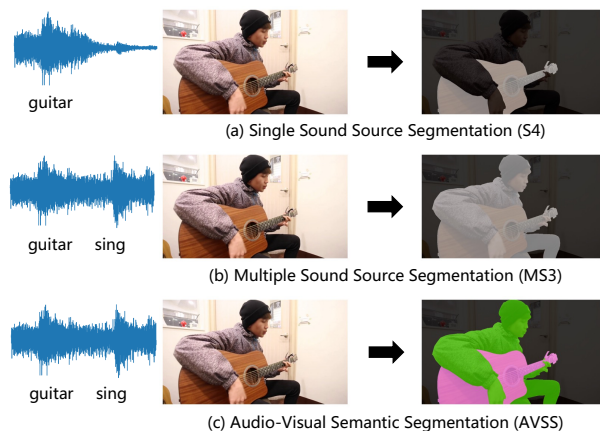 guitar
(a) Single Sound Source Segmentation (S4)
guitar sing
(b) Multiple Sound Source Segmentation (MS3)
guitar sing
(c) Audio-Visual Semantic Segmentation (AVSS)